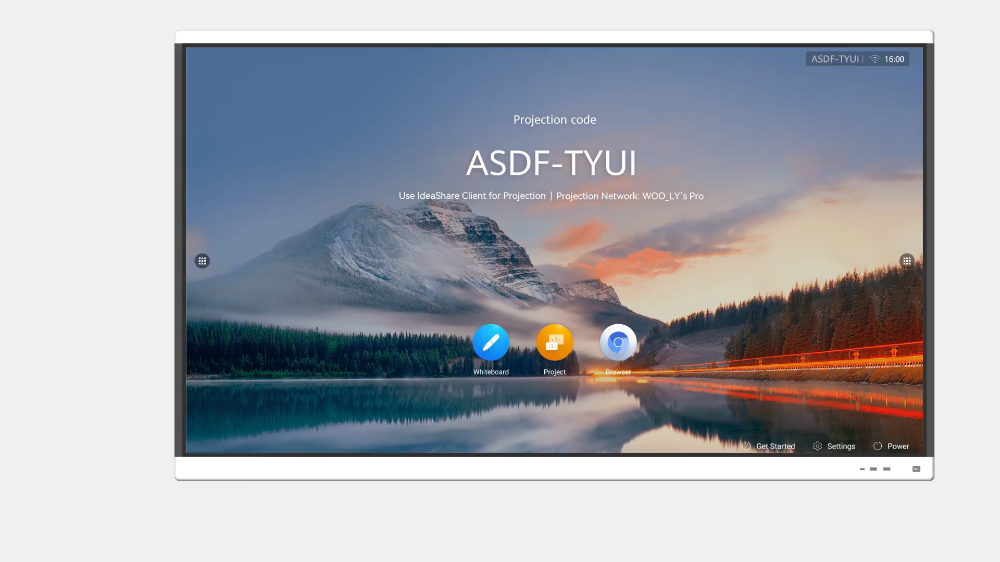 ASDF-TYUI | 16:00
Projection code
ASDF-TYUI
Use IdeaShare Client for Projection | Projection Network: WOO_LY's Pro
Whiteboard Project Browser
Get Started Settings Power
NFC